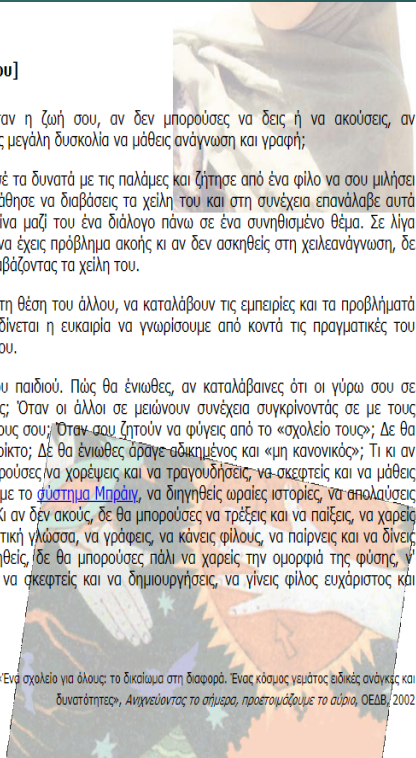 ου]
ταν η ζωή σου, αν δεν μπορούσες να δεις ή να ακούσεις, αν
ς μεγάλη δυσκολία να μάθεις ανάγνωση και γραφή;
σέ τα δυνατά με τις παλάμες και ζήτησε από ένα φίλο να σου μιλήσει
άθησε να διαβάσεις τα χείλη του και στη συνέχεια επανάλαβε αυτά
ίνα μαζί του ένα διάλογο πάνω σε ένα συνηθισμένο θέμα. Σε λίγα
να έχεις πρόβλημα ακοής κι αν δεν ασκηθείς στη χειλεανάγνωση, δε
αβάζοντας τα χείλη του.
τη θέση του άλλου, να καταλάβουν τις εμπειρίες και τα προβλήματά
δίνεται η ευκαιρία να γνωρίσουμε από κοντά τις πραγματικές του
ου.
ου παιδιού. Πώς θα ένιωθες, αν καταλάβαινες ότι οι γύρω σου σε
ς; Όταν οι άλλοι σε μειώνουν συνέχεια συγκρίνοντάς σε με τους
ους σου; Όταν σου ζητούν να φύγεις από το «σχολείο τους»; Δε θα
οίκτο; Δε θα ένιωθες άραγε αδικημένος και «μη κανονικός»; Τι κι αν
ορούσες να χορέψεις και να τραγουδήσεις, να σκεφτείς και να μάθεις
με το σύστημα Μπράιγ, να διηγηθείς ωραίες ιστορίες, να απολαύσεις
Κι αν δεν ακούς, δε θα μπορούσες να τρέξεις και να παίξεις, να χαρείς
τική γλώσσα, να γράφεις, να κάνεις φίλους, να παίρνεις και να δίνεις
ηθείς, δε θα μπορούσες πάλι να χαρείς την ομορφιά της φύσης, ν'
να σκεφτείς και να δημιουργήσεις, να γίνεις φίλος ευχάριστος και
«Ένα σχολείο για όλους: το δικαίωμα στη διαφορά. Ένας κόσμος γεμάτος ειδικές ανάγκες και
δυνατότητες», Ανιχνεύοντας το σήμερα, προετοιμάζουμε το αύριο, ΟΕΔΒ, 2002